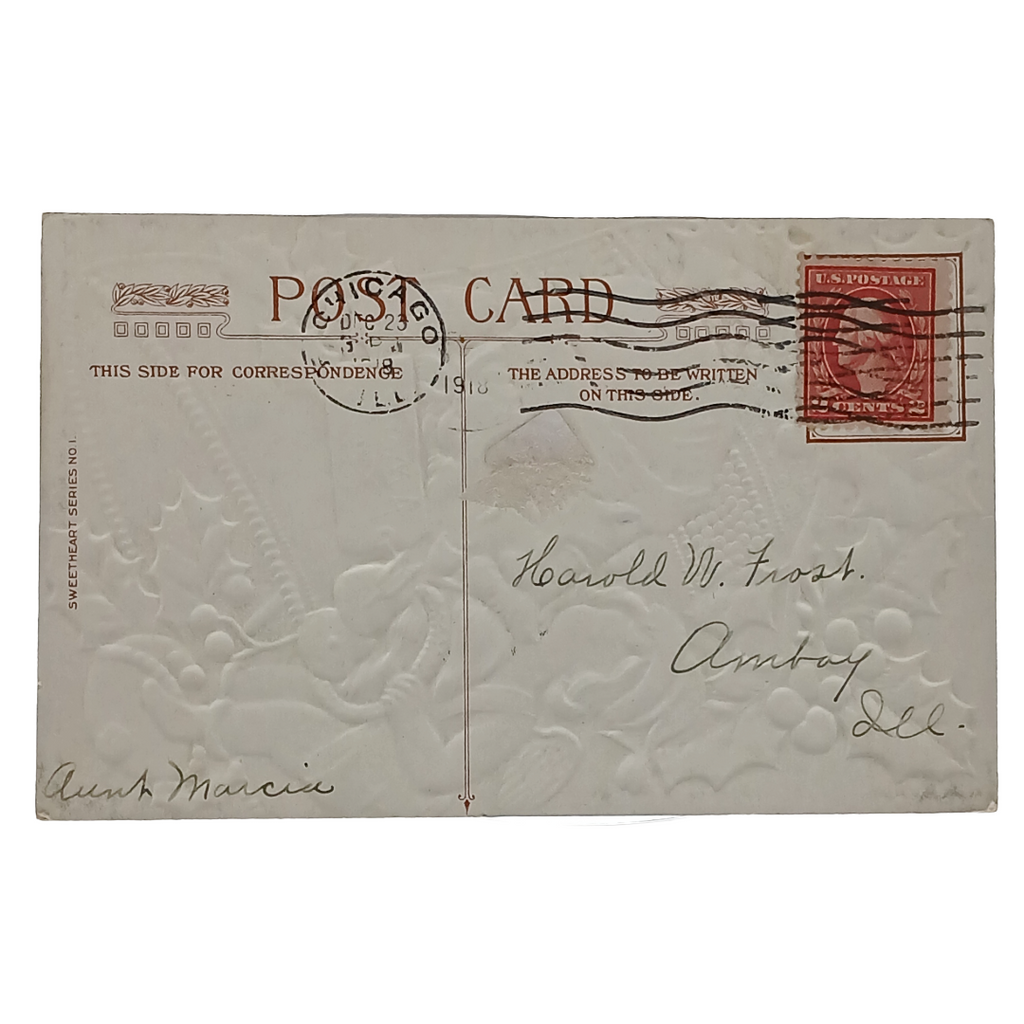 POST CARD
CHICAGO
DEC 23
1918
ILL
1918
U.S. POSTAGE
2 CENTS 2
THIS SIDE FOR CORRESPONDENCE
THE ADDRESS TO BE WRITTEN
ON THIS SIDE.
SWEETHEART SERIES NO. 1.
Harold W. Frost.
Amboy
Ill.
Aunt Marcia